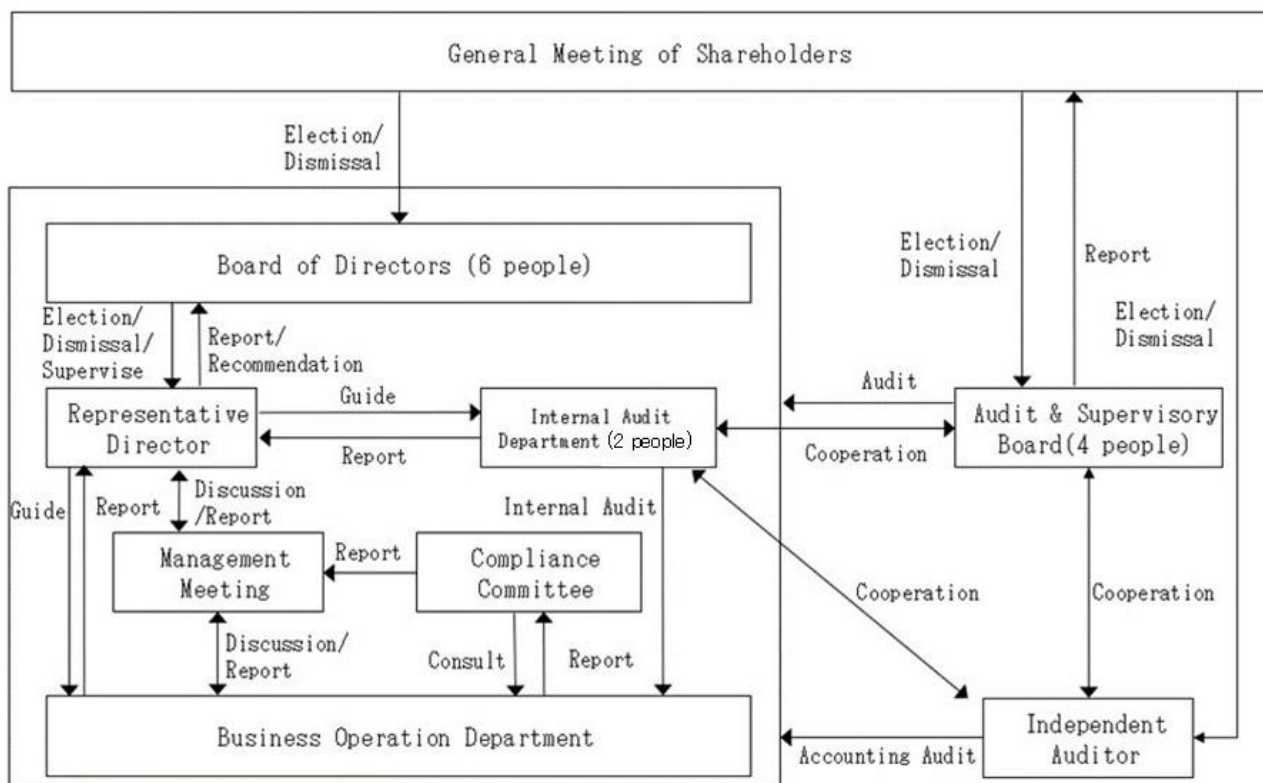 General Meeting of Shareholders
Election/
Dismissal
Board of Directors (6 people)
Election/
Dismissal
Report
Election/
Dismissal
Election/
Dismissal/
Supervise
Report/
Recommendation
Representative
Director
Guide
Report
Internal Audit
Department (2 people)
Audit
Cooperation
Audit & Supervisory
Board(4 people)
Guide
Report
Discussion
/Report
Internal Audit
Management
Meeting
Report
Compliance
Committee
Cooperation
Cooperation
Discussion/
Report
Consult
Report
Business Operation Department
Accounting Audit
Independent
Auditor